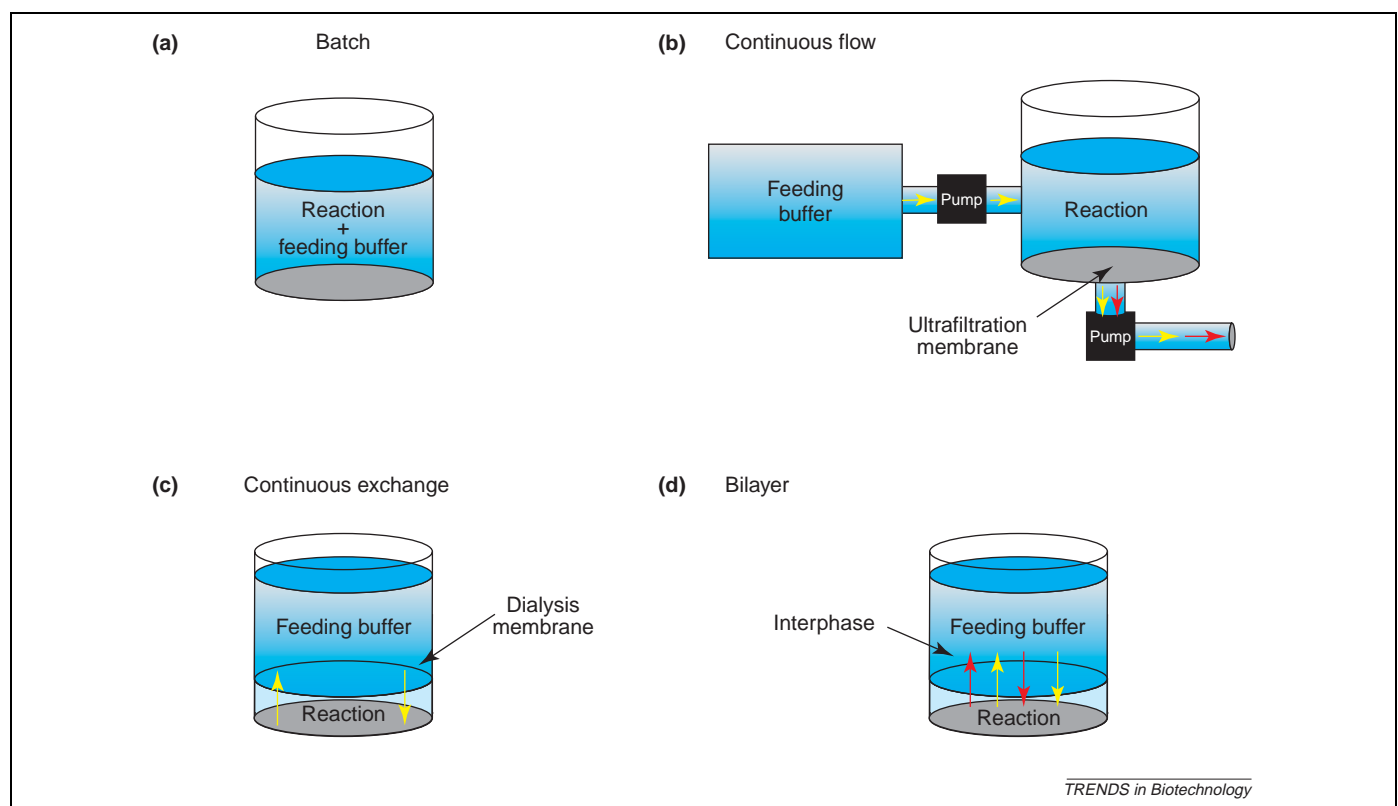 (a) Batch
(b) Continuous flow
Reaction
+
feeding buffer
Feeding
buffer
Pump
Reaction
Ultrafiltration
membrane
Pump
(c) Continuous exchange
(d) Bilayer
Feeding buffer
Dialysis
membrane
Reaction
Interphase
Feeding buffer
Reaction
TRENDS in Biotechnology